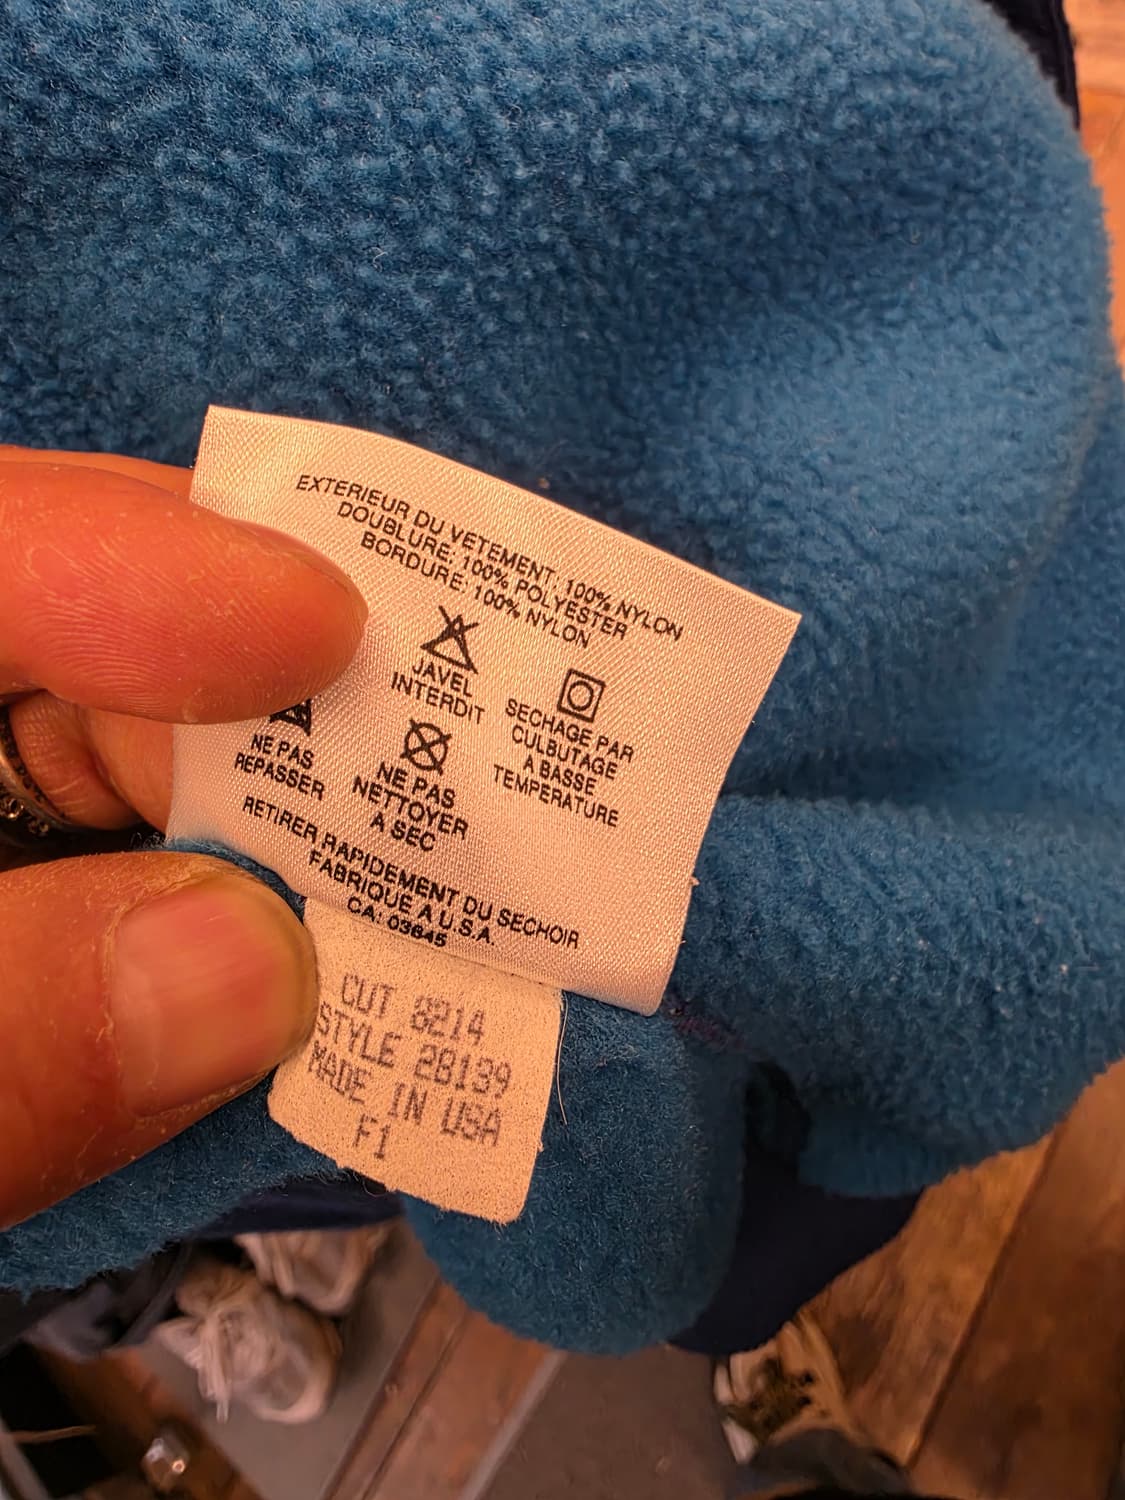 EXTERIEUR DU VETEMENT: 100% NYLON
DOUBLURE: 100% POLYESTER
BORDURE: 100% NYLON
JAVEL
INTERDIT
SECHAGE PAR
CULBUTAGE
A BASSE
TEMPERATURE
NE PAS
REPASSER
NE PAS
NETTOYER
A SEC
RETIRER RAPIDEMENT DU SECHOIR
FABRIQUE A U.S.A.
CA: 03645
CUT 8214
STYLE 28139
MADE IN USA
F1